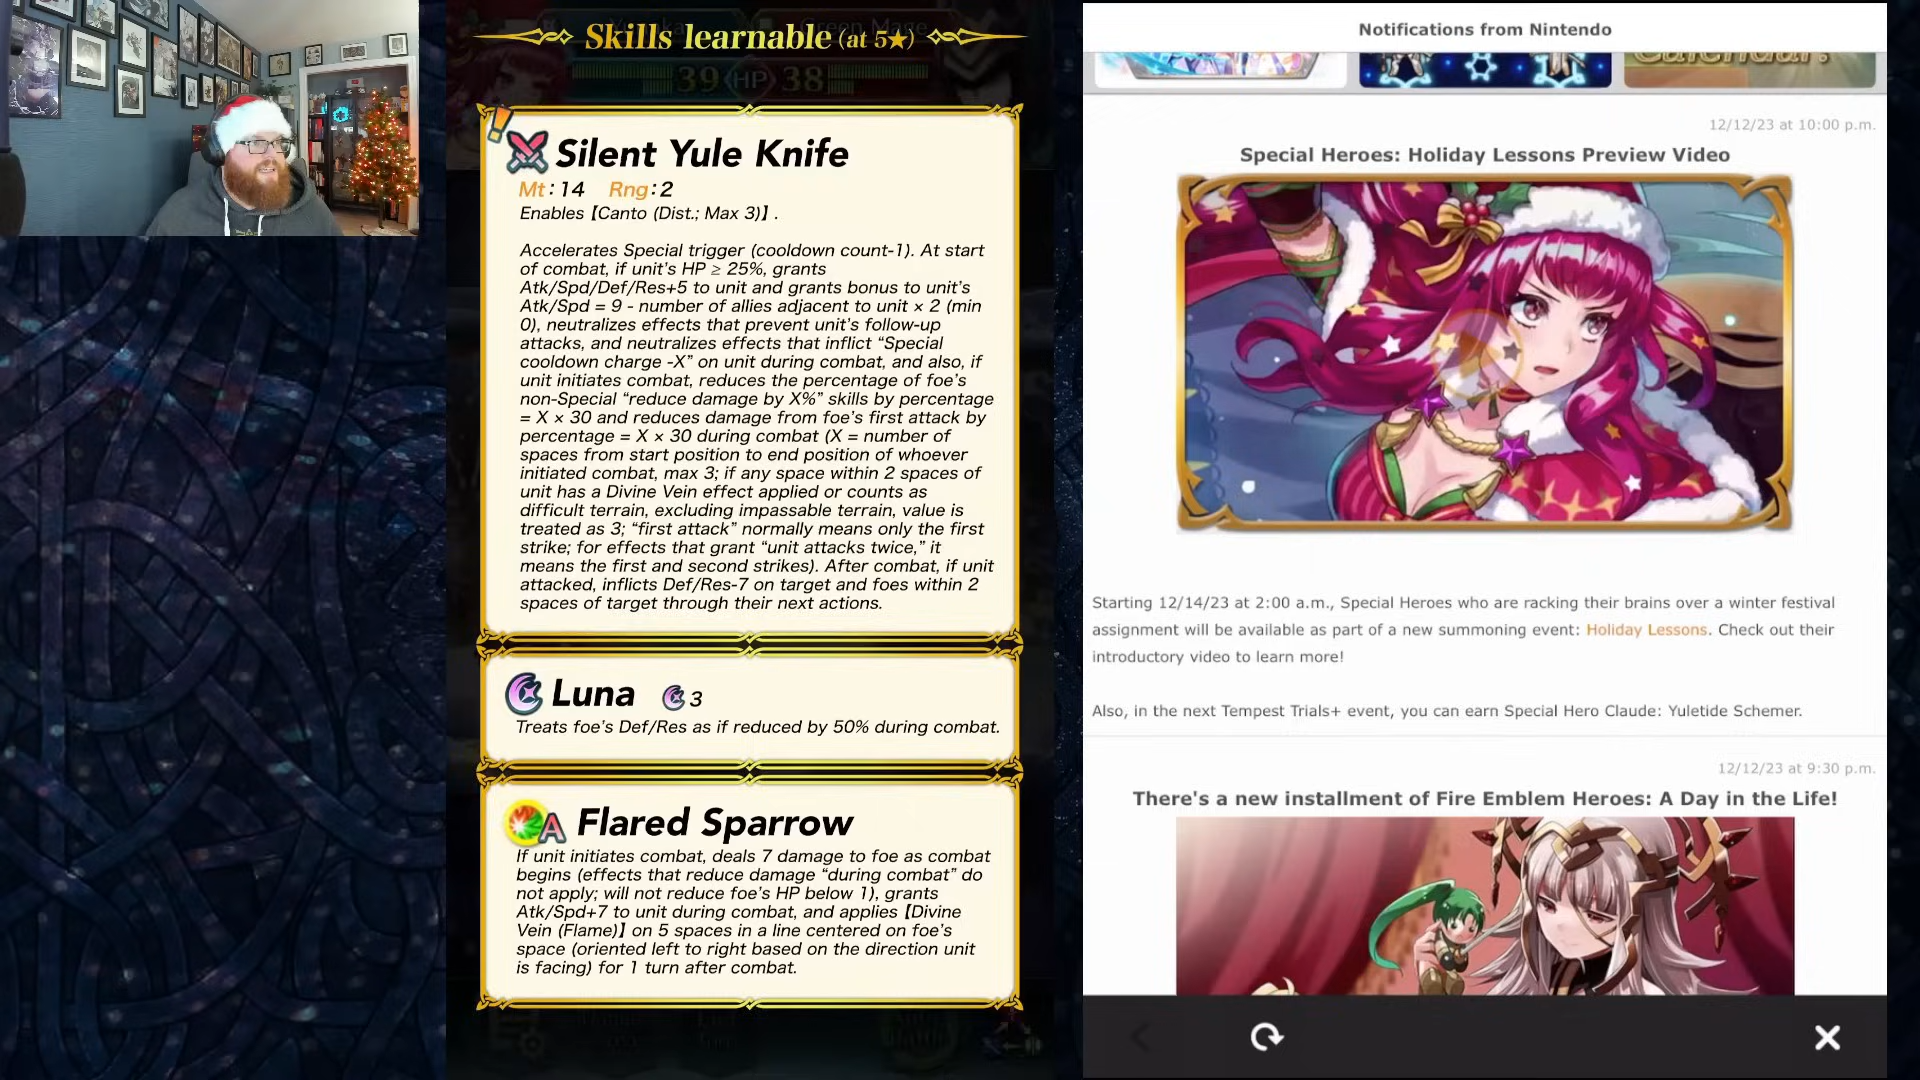 Skills learnable (at 5★)
39 HP 38
Silent Yule Knife
Mt: 14 Rng: 2
Enables【Canto (Dist.; Max 3)】.
Accelerates Special trigger (cooldown count-1). At start
of combat, if unit's HP ≥ 25%, grants
Atk/Spd/Def/Res+5 to unit and grants bonus to unit's
Atk/Spd = 9 - number of allies adjacent to unit × 2 (min
0), neutralizes effects that prevent unit's follow-up
attacks, and neutralizes effects that inflict “Special
cooldown charge -X” on unit during combat, and also, if
unit initiates combat, reduces the percentage of foe's
non-Special “reduce damage by X%” skills by percentage
= X × 30 and reduces damage from foe's first attack by
percentage = X × 30 during combat (X = number of
spaces from start position to end position of whoever
initiated combat, max 3; if any space within 2 spaces of
unit has a Divine Vein effect applied or counts as
difficult terrain, excluding impassable terrain, value is
treated as 3; “first attack” normally means only the first
strike; for effects that grant “unit attacks twice,” it
means the first and second strikes). After combat, if unit
attacked, inflicts Def/Res-7 on target and foes within 2
spaces of target through their next actions.
Luna 3
Treats foe's Def/Res as if reduced by 50% during combat.
A Flared Sparrow
If unit initiates combat, deals 7 damage to foe as combat
begins (effects that reduce damage “during combat” do
not apply; will not reduce foe's HP below 1), grants
Atk/Spd+7 to unit during combat, and applies【Divine
Vein (Flame)】on 5 spaces in a line centered on foe's
space (oriented left to right based on the direction unit
is facing) for 1 turn after combat.
Notifications from Nintendo
Calendar!
12/12/23 at 10:00 p.m.
Special Heroes: Holiday Lessons Preview Video
Starting 12/14/23 at 2:00 a.m., Special Heroes who are racking their brains over a winter festival
assignment will be available as part of a new summoning event: Holiday Lessons. Check out their
introductory video to learn more!
Also, in the next Tempest Trials+ event, you can earn Special Hero Claude: Yuletide Schemer.
12/12/23 at 9:30 p.m.
There's a new installment of Fire Emblem Heroes: A Day in the Life!